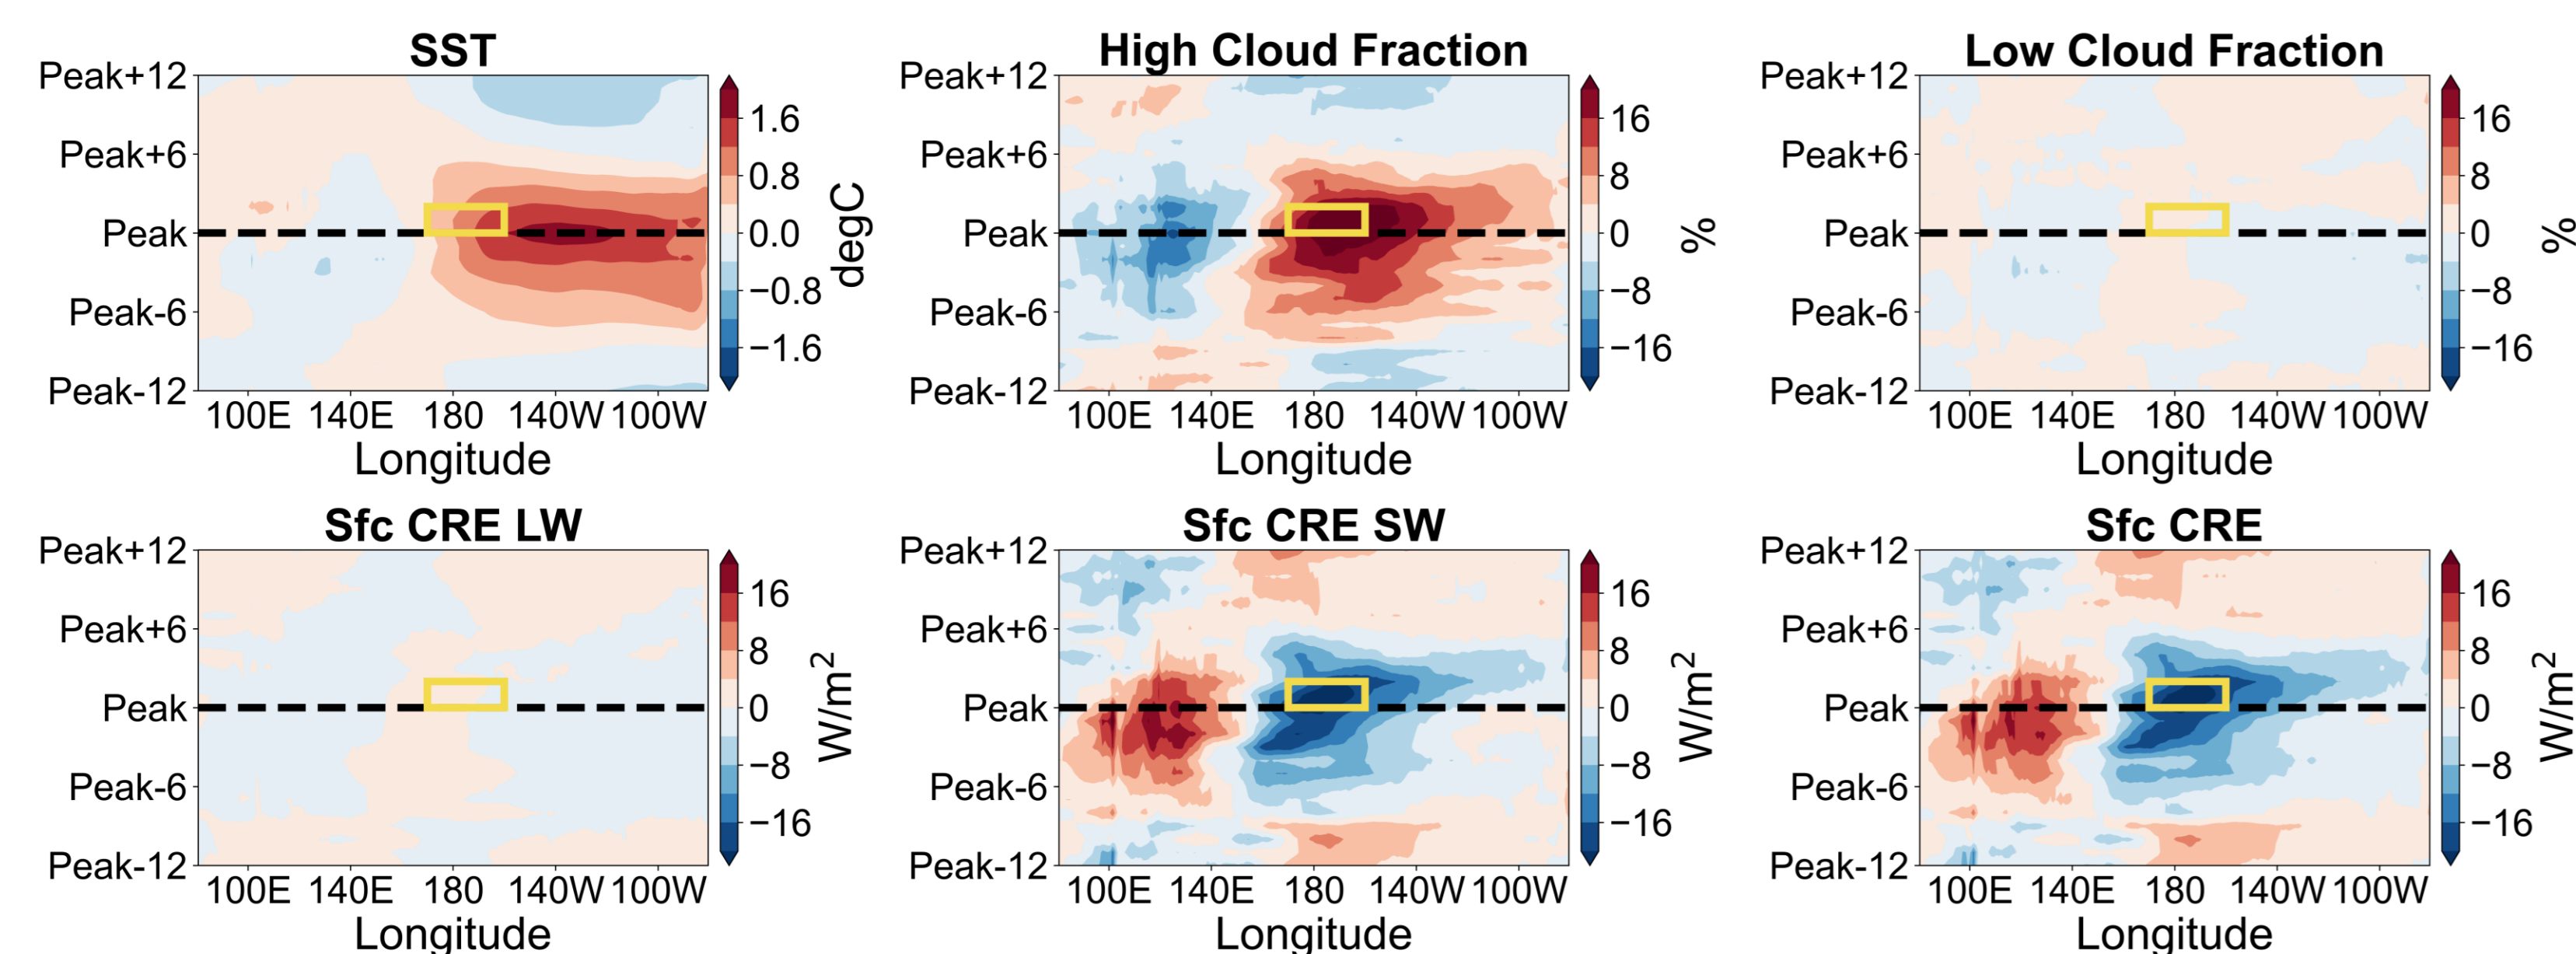 SST
Peak+12
Peak+6
Peak
Peak-6
Peak-12
100E 140E 180 140W 100W
Longitude
1.6
0.8
0.0
−0.8
−1.6
degC
High Cloud Fraction
Peak+12
Peak+6
Peak
Peak-6
Peak-12
100E 140E 180 140W 100W
Longitude
16
8
0
−8
−16
%
Low Cloud Fraction
Peak+12
Peak+6
Peak
Peak-6
Peak-12
100E 140E 180 140W 100W
Longitude
16
8
0
−8
−16
%
Sfc CRE LW
Peak+12
Peak+6
Peak
Peak-6
Peak-12
100E 140E 180 140W 100W
Longitude
16
8
0
−8
−16
W/m²
Sfc CRE SW
Peak+12
Peak+6
Peak
Peak-6
Peak-12
100E 140E 180 140W 100W
Longitude
16
8
0
−8
−16
W/m²
Sfc CRE
Peak+12
Peak+6
Peak
Peak-6
Peak-12
100E 140E 180 140W 100W
Longitude
16
8
0
−8
−16
W/m²